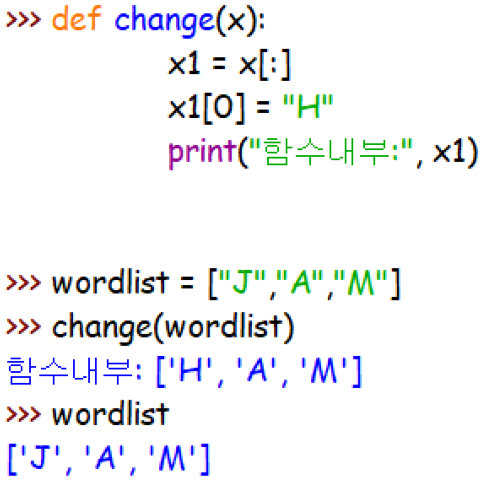 >>> def change(x):
x1 = x[:]
x1[0] = "H"
print("함수내부:", x1)
>>> wordlist = ["J","A","M"]
>>> change(wordlist)
함수내부: ['H', 'A', 'M']
>>> wordlist
['J', 'A', 'M']